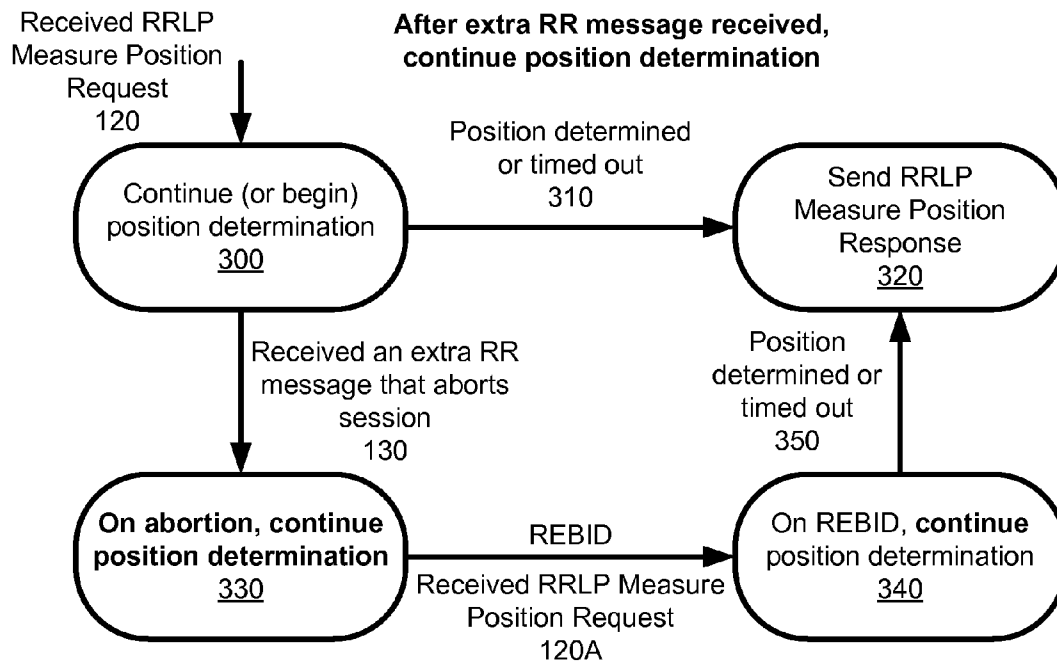 Received RRLP
Measure Position
Request
120
After extra RR message received,
continue position determination
Continue (or begin)
position determination
300
Position determined
or timed out
310
Send RRLP
Measure Position
Response
320
Received an extra RR
message that aborts
session
130
Position
determined or
timed out
350
On abortion, continue
position determination
330
REBID
Received RRLP Measure
Position Request
120A
On REBID, continue
position determination
340